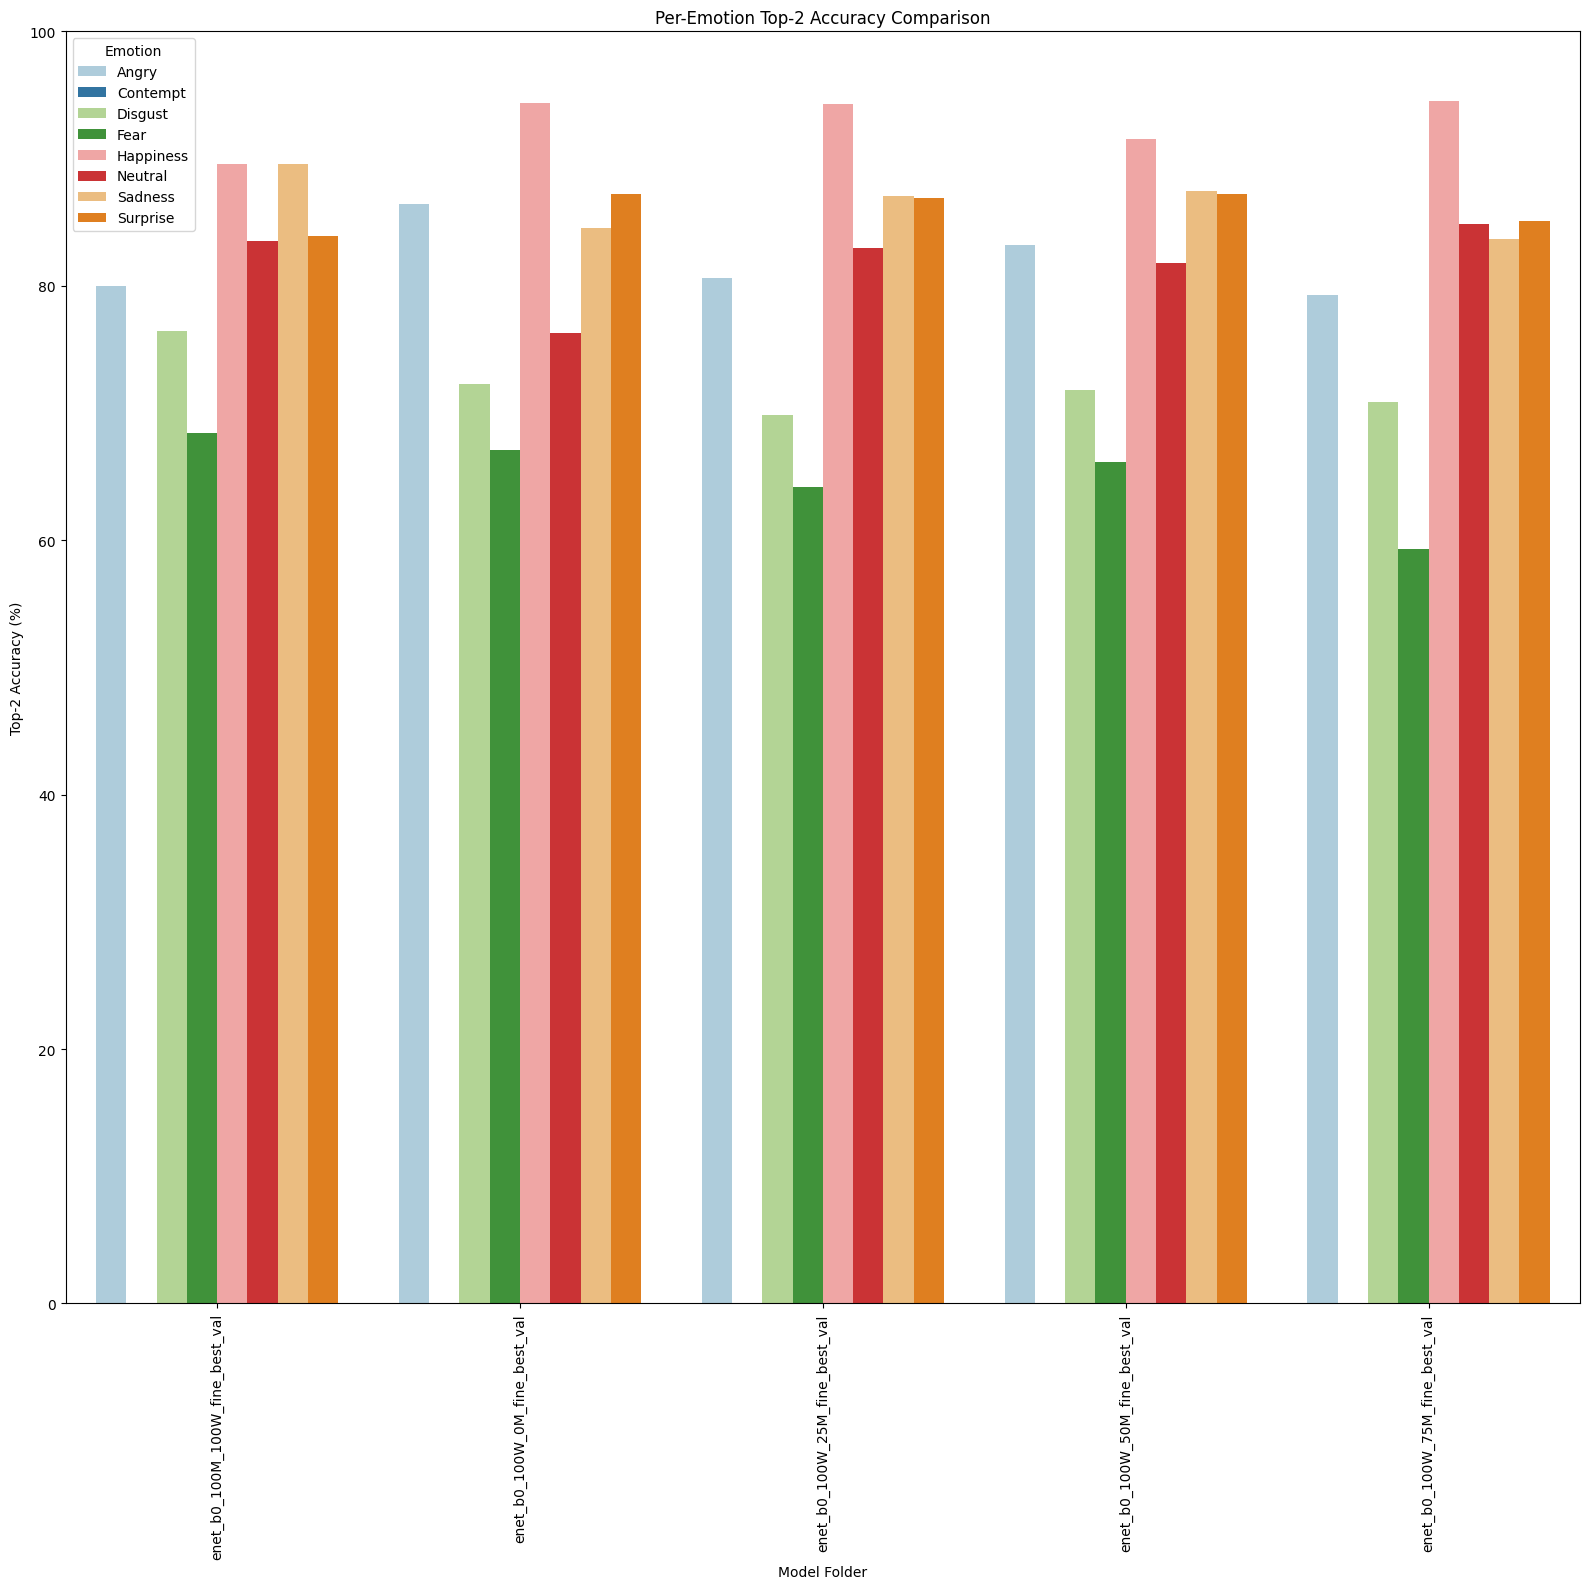 Per-Emotion Top-2 Accuracy Comparison
Emotion
Angry
Contempt
Disgust
Fear
Happiness
Neutral
Sadness
Surprise
100
80
60
40
20
0
Top-2 Accuracy (%)
enet_b0_100M_100W_fine_best_val
enet_b0_100W_0M_fine_best_val
enet_b0_100W_25M_fine_best_val
enet_b0_100W_50M_fine_best_val
enet_b0_100W_75M_fine_best_val
Model Folder